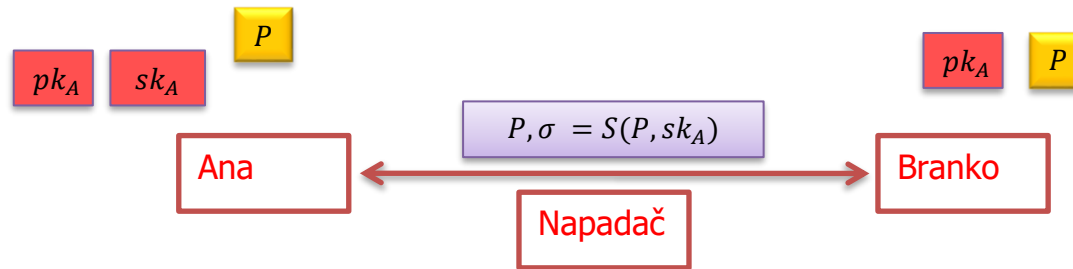 P
pk_A sk_A
pk_A P
P, σ = S(P, sk_A)
Ana
Branko
Napadač